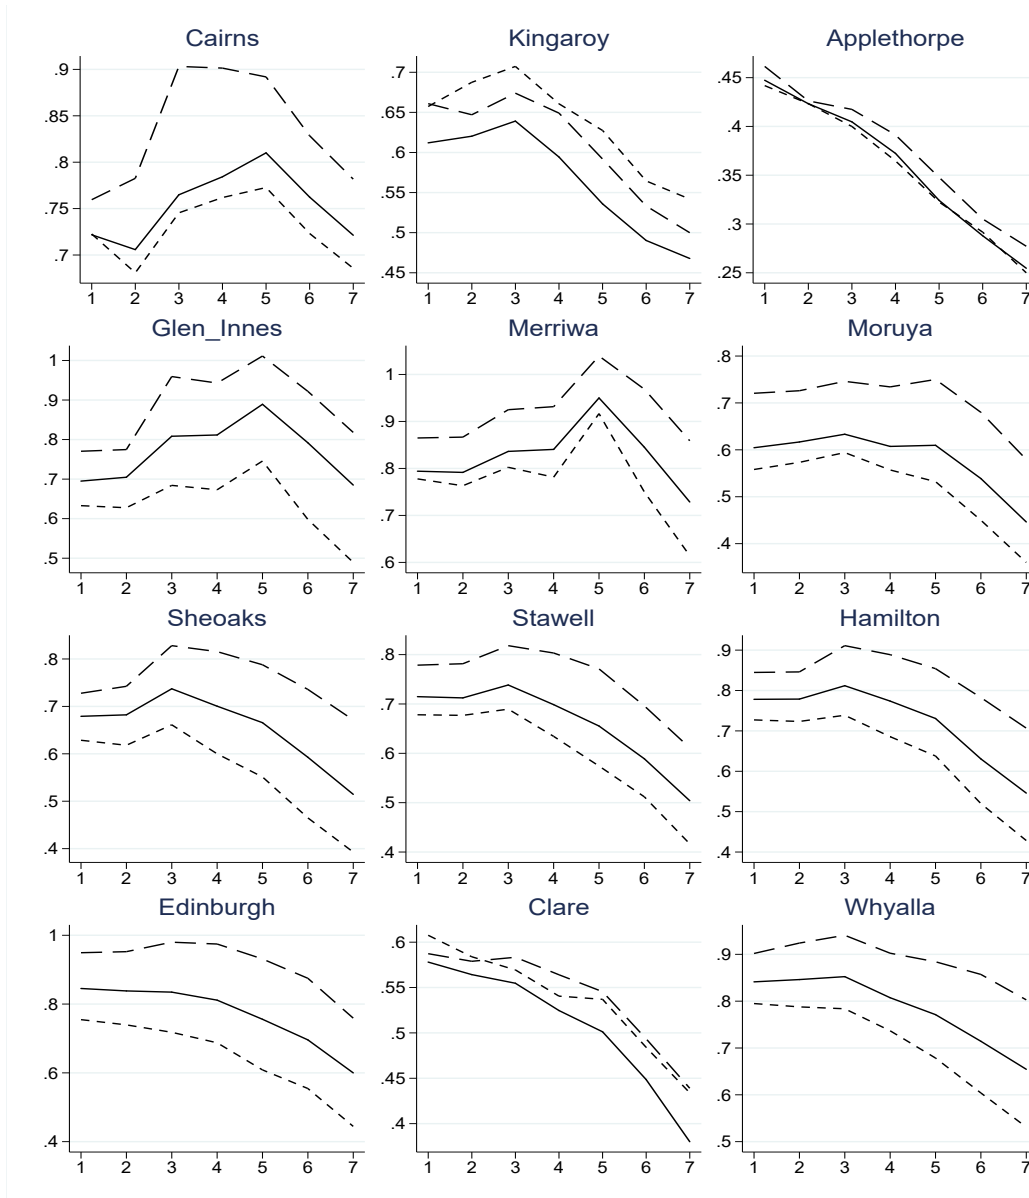 Cairns Kingaroy Applethorpe
.9 .7 .45
.85 .65 .4
.8 .6 .35
.75 .55 .3
.7 .5 .25
.45
1 2 3 4 5 6 7 1 2 3 4 5 6 7 1 2 3 4 5 6 7
Glen_Innes Merriwa Moruya
1 1 .8
.9 .9 .7
.8 .8 .6
.7 .7 .5
.6 .6 .4
.5
1 2 3 4 5 6 7 1 2 3 4 5 6 7 1 2 3 4 5 6 7
Sheoaks Stawell Hamilton
.8 .8 .9
.7 .7 .8
.6 .6 .7
.5 .5 .6
.4 .4 .5
.4
1 2 3 4 5 6 7 1 2 3 4 5 6 7 1 2 3 4 5 6 7
Edinburgh Clare Whyalla
1 .6 .9
.8 .55 .8
.6 .5 .7
.4 .45 .6
.4 .5
1 2 3 4 5 6 7 1 2 3 4 5 6 7 1 2 3 4 5 6 7